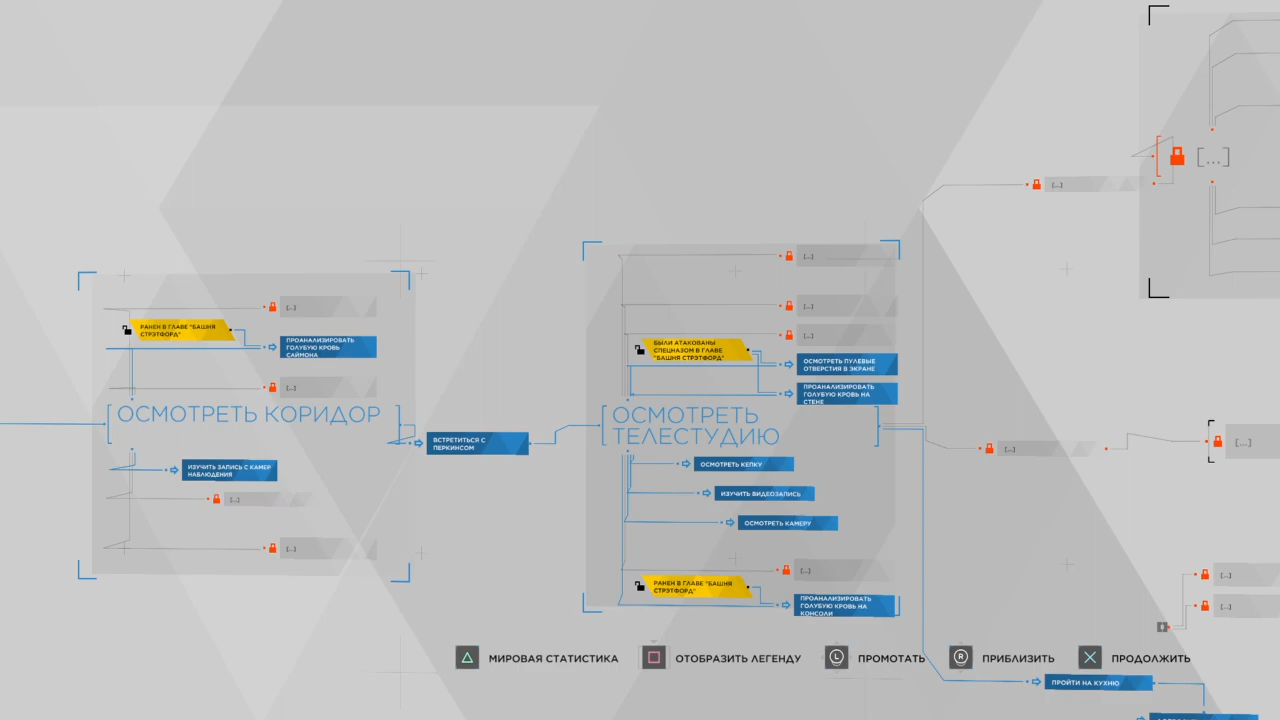 [...]
[...]
РАНЕН В ГЛАВЕ "БАШНЯ
СТРЭТФОРД"
ПРОАНАЛИЗИРОВАТЬ
ГОЛУБУЮ КРОВЬ
САЙМОНА
[...]
ОСМОТРЕТЬ КОРИДОР
ИЗУЧИТЬ ЗАПИСЬ С КАМЕР
НАБЛЮДЕНИЯ
[...]
[...]
ВСТРЕТИТЬСЯ С
ПЕРКИНСОМ
[...]
[...]
[...]
БЫЛИ АТАКОВАНЫ
СПЕЦНАЗОМ В ГЛАВЕ
"БАШНЯ СТРЭТФОРД"
ОСМОТРЕТЬ ПУЛЕВЫЕ
ОТВЕРСТИЯ В ЭКРАНЕ
ПРОАНАЛИЗИРОВАТЬ
ГОЛУБУЮ КРОВЬ НА
СТЕНЕ
ОСМОТРЕТЬ
ТЕЛЕСТУДИЮ
ОСМОТРЕТЬ КЕПКУ
ИЗУЧИТЬ ВИДЕОЗАПИСЬ
ОСМОТРЕТЬ КАМЕРУ
[...]
РАНЕН В ГЛАВЕ "БАШНЯ
СТРЭТФОРД"
ПРОАНАЛИЗИРОВАТЬ
ГОЛУБУЮ КРОВЬ НА
КОНСОЛИ
[...]
[...]
[...]
[...]
[...]
МИРОВАЯ СТАТИСТИКА
ОТОБРАЗИТЬ ЛЕГЕНДУ
L ПРОМОТАТЬ
R ПРИБЛИЗИТЬ
ПРОДОЛЖИТЬ
ПРОЙТИ НА КУХНЮ